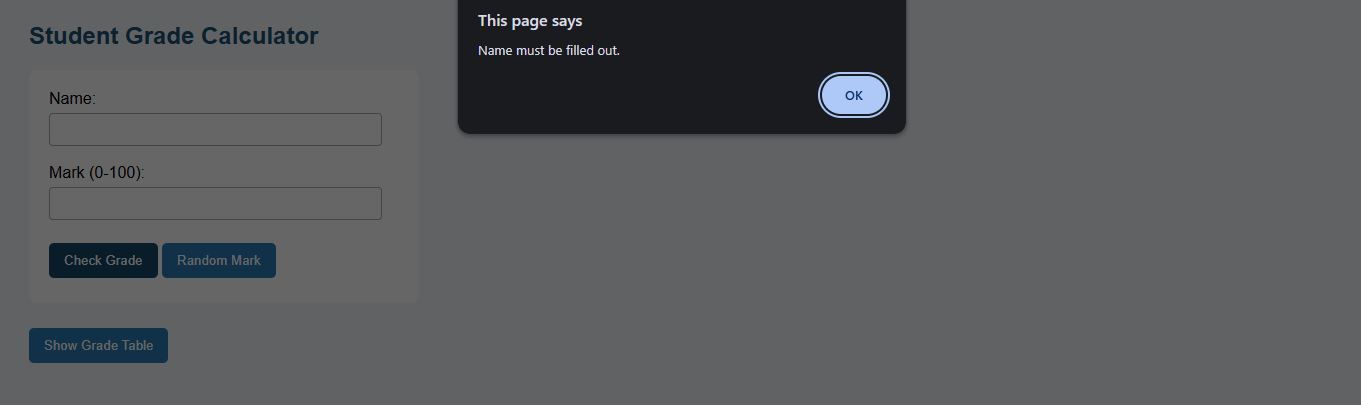 This page says
Name must be filled out.
OK
Student Grade Calculator
Name:
Mark (0-100):
Check Grade
Random Mark
Show Grade Table